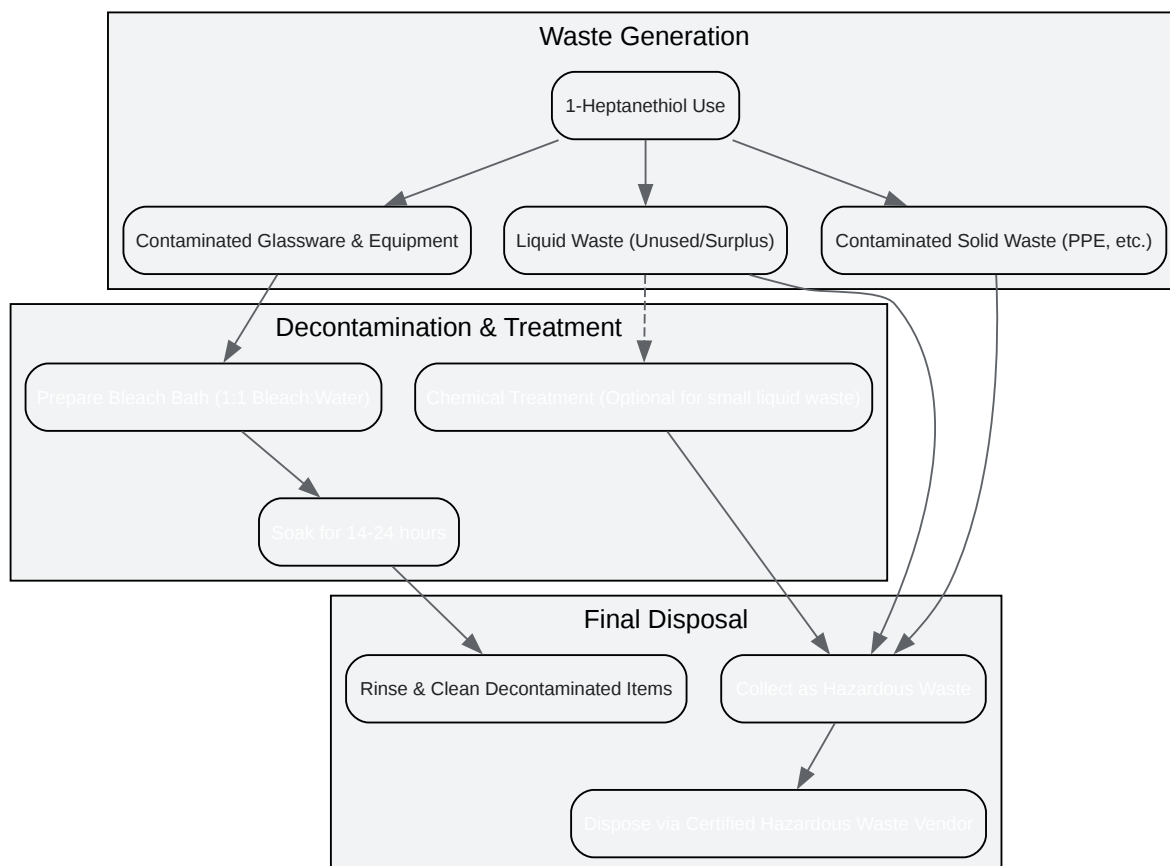 Waste Generation
1-Heptanethiol Use
Contaminated Glassware & Equipment
Liquid Waste (Unused/Surplus)
Contaminated Solid Waste (PPE, etc.)
Decontamination & Treatment
Prepare Bleach Bath (1:1 Bleach:Water)
Chemical Treatment (Optional for small liquid waste)
Soak for 14-24 hours
Final Disposal
Rinse & Clean Decontaminated Items
Collect as Hazardous Waste
Dispose via Certified Hazardous Waste Vendor